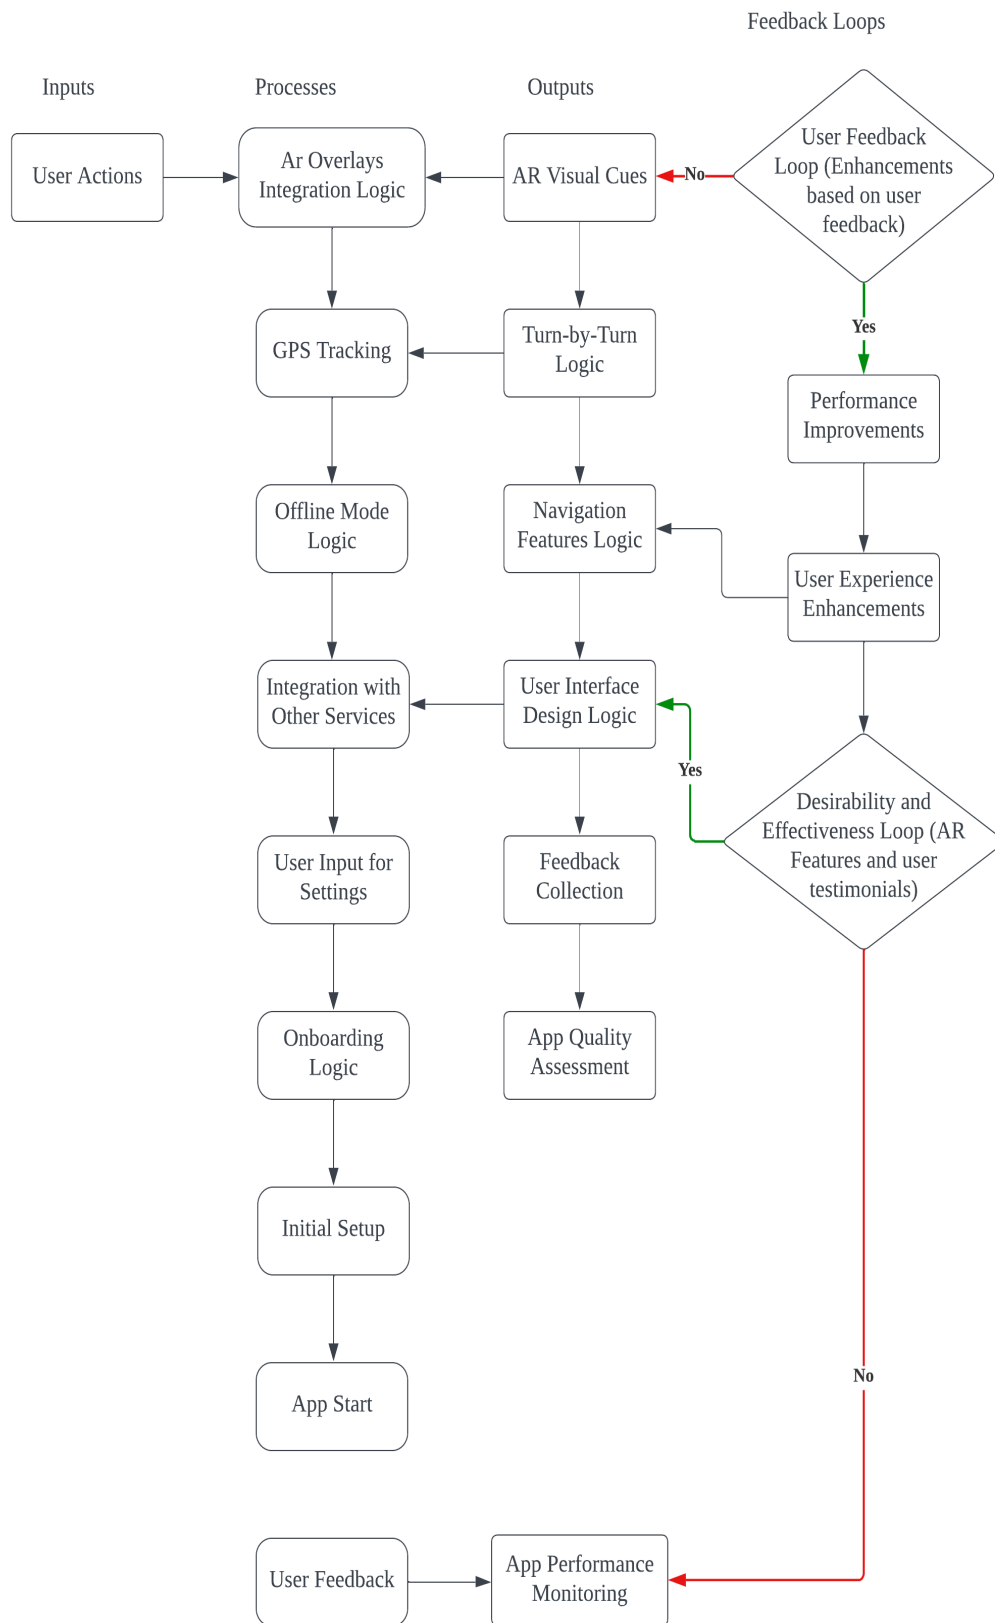 Feedback Loops
Inputs
Processes
Outputs
User Actions
Ar Overlays
Integration Logic
AR Visual Cues
No
User Feedback
Loop (Enhancements
based on user
feedback)
Yes
GPS Tracking
Turn-by-Turn
Logic
Performance
Improvements
Offline Mode
Logic
Navigation
Features Logic
User Experience
Enhancements
Integration with
Other Services
User Interface
Design Logic
Yes
Desirability and
Effectiveness Loop (AR
Features and user
testimonials)
User Input for
Settings
Feedback
Collection
Onboarding
Logic
App Quality
Assessment
Initial Setup
App Start
No
User Feedback
App Performance
Monitoring